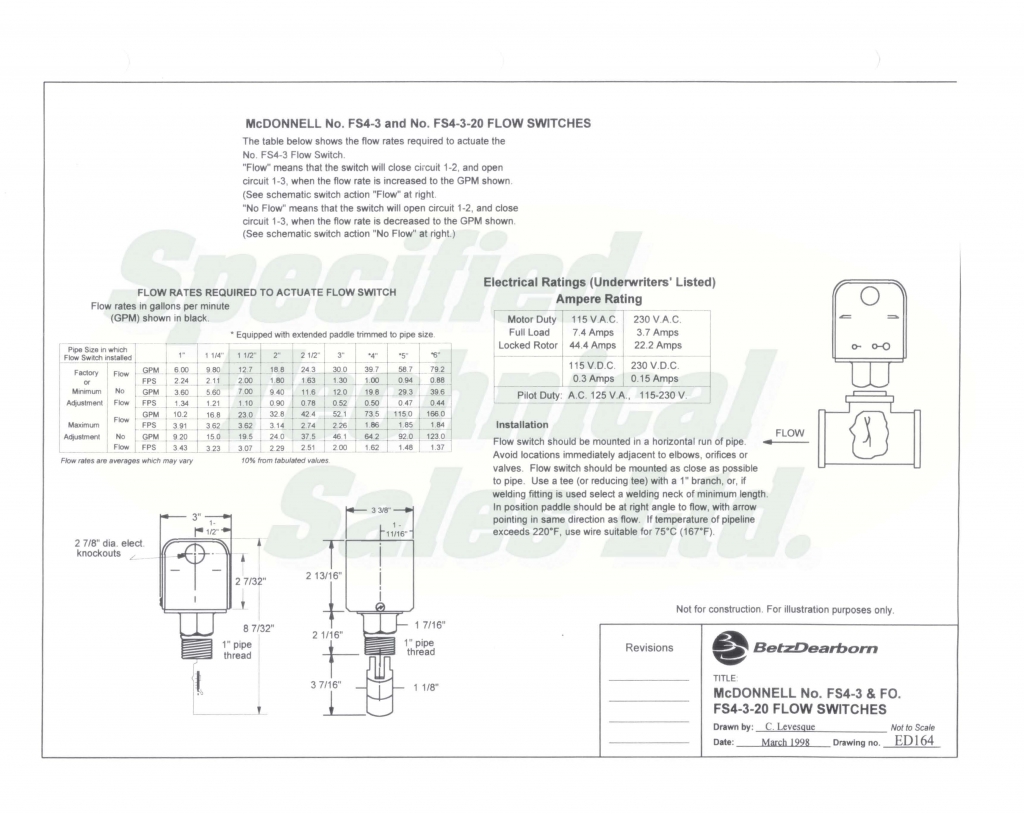 McDONNELL No. FS4-3 and No. FS4-3-20 FLOW SWITCHES
The table below shows the flow rates required to actuate the
No. FS4-3 Flow Switch.
"Flow" means that the switch will close circuit 1-2, and open
circuit 1-3, when the flow rate is increased to the GPM shown.
(See schematic switch action "Flow" at right.
"No Flow" means that the switch will open circuit 1-2, and close
circuit 1-3, when the flow rate is decreased to the GPM shown.
(See schematic switch action "No Flow" at right.)
Specified
Technical
Sales Ltd.
FLOW RATES REQUIRED TO ACTUATE FLOW SWITCH
Flow rates in gallons per minute
(GPM) shown in black.
* Equipped with extended paddle trimmed to pipe size.
Pipe Size in which
Flow Switch installed
1" 1 1/4" 1 1/2" 2" 2 1/2" 3" *4" *5" *6"
Factory or Minimum Adjustment
Flow GPM 6.00 9.80 12.7 18.8 24.3 30.0 39.7 58.7 79.2
FPS 2.24 2.11 2.00 1.80 1.63 1.30 1.00 0.94 0.88
No Flow GPM 3.60 5.60 7.00 9.40 11.6 12.0 19.8 29.3 39.6
FPS 1.34 1.21 1.10 0.90 0.78 0.52 0.50 0.47 0.44
Maximum Adjustment
Flow GPM 10.2 16.8 23.0 32.8 42.4 52.1 73.5 115.0 166.0
FPS 3.91 3.62 3.62 3.14 2.74 2.26 1.86 1.85 1.84
No Flow GPM 9.20 15.0 19.5 24.0 37.5 46.1 64.2 92.0 123.0
FPS 3.43 3.23 3.07 2.29 2.51 2.00 1.62 1.48 1.37
Flow rates are averages which may vary 10% from tabulated values
Electrical Ratings (Underwriters' Listed)
Ampere Rating
Motor Duty 115 V.A.C. 230 V.A.C.
Full Load 7.4 Amps 3.7 Amps
Locked Rotor 44.4 Amps 22.2 Amps
115 V.D.C. 230 V.D.C.
0.3 Amps 0.15 Amps
Pilot Duty: A.C. 125 V.A., 115-230 V.
Installation
Flow switch should be mounted in a horizontal run of pipe.
Avoid locations immediately adjacent to elbows, orifices or
valves. Flow switch should be mounted as close as possible
to pipe. Use a tee (or reducing tee) with a 1" branch, or, if
welding fitting is used select a welding neck of minimum length.
In position paddle should be at right angle to flow, with arrow
pointing in same direction as flow. If temperature of pipeline
exceeds 220°F, use wire suitable for 75°C (167°F).
FLOW
3"
1-
1/2"
2 7/8" dia. elect.
knockouts
2 7/32"
8 7/32"
1" pipe
thread
3 3/8"
1 -
11/16"
2 13/16"
2 1/16"
1 7/16"
1" pipe
thread
3 7/16"
1 1/8"
Not for construction. For illustration purposes only.
Revisions
BetzDearborn
TITLE:
McDONNELL No. FS4-3 & FO.
FS4-3-20 FLOW SWITCHES
Drawn by: C. Levesque Not to Scale
Date: March 1998 Drawing no. ED164